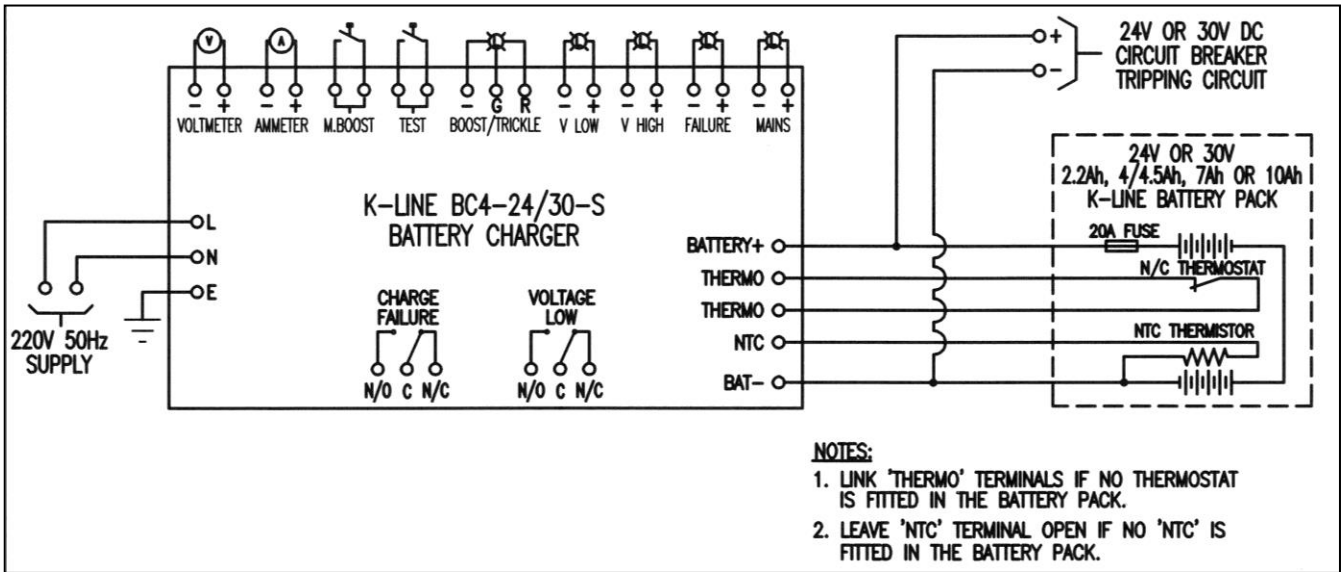 V
A
L
L
L
L
L
- +
- +
- G R
- +
- +
- +
- +
VOLTMETER
AMMETER
M.BOOST
TEST
BOOST/TRICKLE
V LOW
V HIGH
FAILURE
MAINS
K-LINE BC4-24/30-S
BATTERY CHARGER
L
N
E
220V 50Hz
SUPPLY
CHARGE
FAILURE
N/O C N/C
VOLTAGE
LOW
N/O C N/C
BATTERY+
THERMO
THERMO
NTC
BAT-
+
-
24V OR 30V DC
CIRCUIT BREAKER
TRIPPING CIRCUIT
24V OR 30V
2.2Ah, 4/4.5Ah, 7Ah OR 10Ah
K-LINE BATTERY PACK
20A FUSE
N/C THERMOSTAT
NTC THERMISTOR
NOTES:
1. LINK 'THERMO' TERMINALS IF NO THERMOSTAT
IS FITTED IN THE BATTERY PACK.
2. LEAVE 'NTC' TERMINAL OPEN IF NO 'NTC' IS
FITTED IN THE BATTERY PACK.